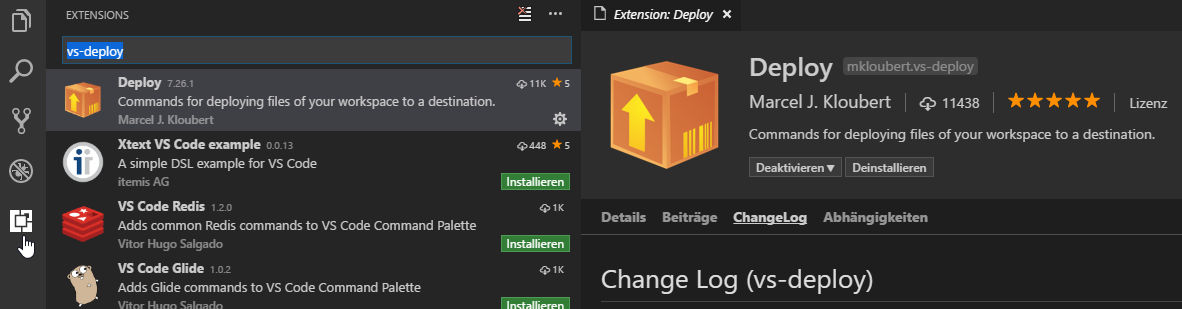 EXTENSIONS
vs-deploy
Deploy 7.26.1 11K 5
Commands for deploying files of your workspace to a destination.
Marcel J. Kloubert
Xtext VS Code example 0.0.13 448 5
A simple DSL example for VS Code
itemis AG Installieren
VS Code Redis 1.2.0 1K
Adds common Redis commands to VS Code Command Palette
Vitor Hugo Salgado Installieren
VS Code Glide 1.0.2 1K
Adds Glide commands to VS Code Command Palette
Vitor Hugo Salgado Installieren
Extension: Deploy
Deploy mkloubert.vs-deploy
Marcel J. Kloubert 11438 Lizenz
Commands for deploying files of your workspace to a destination.
Deaktivieren▼ Deinstallieren
Details Beiträge ChangeLog Abhängigkeiten
Change Log (vs-deploy)